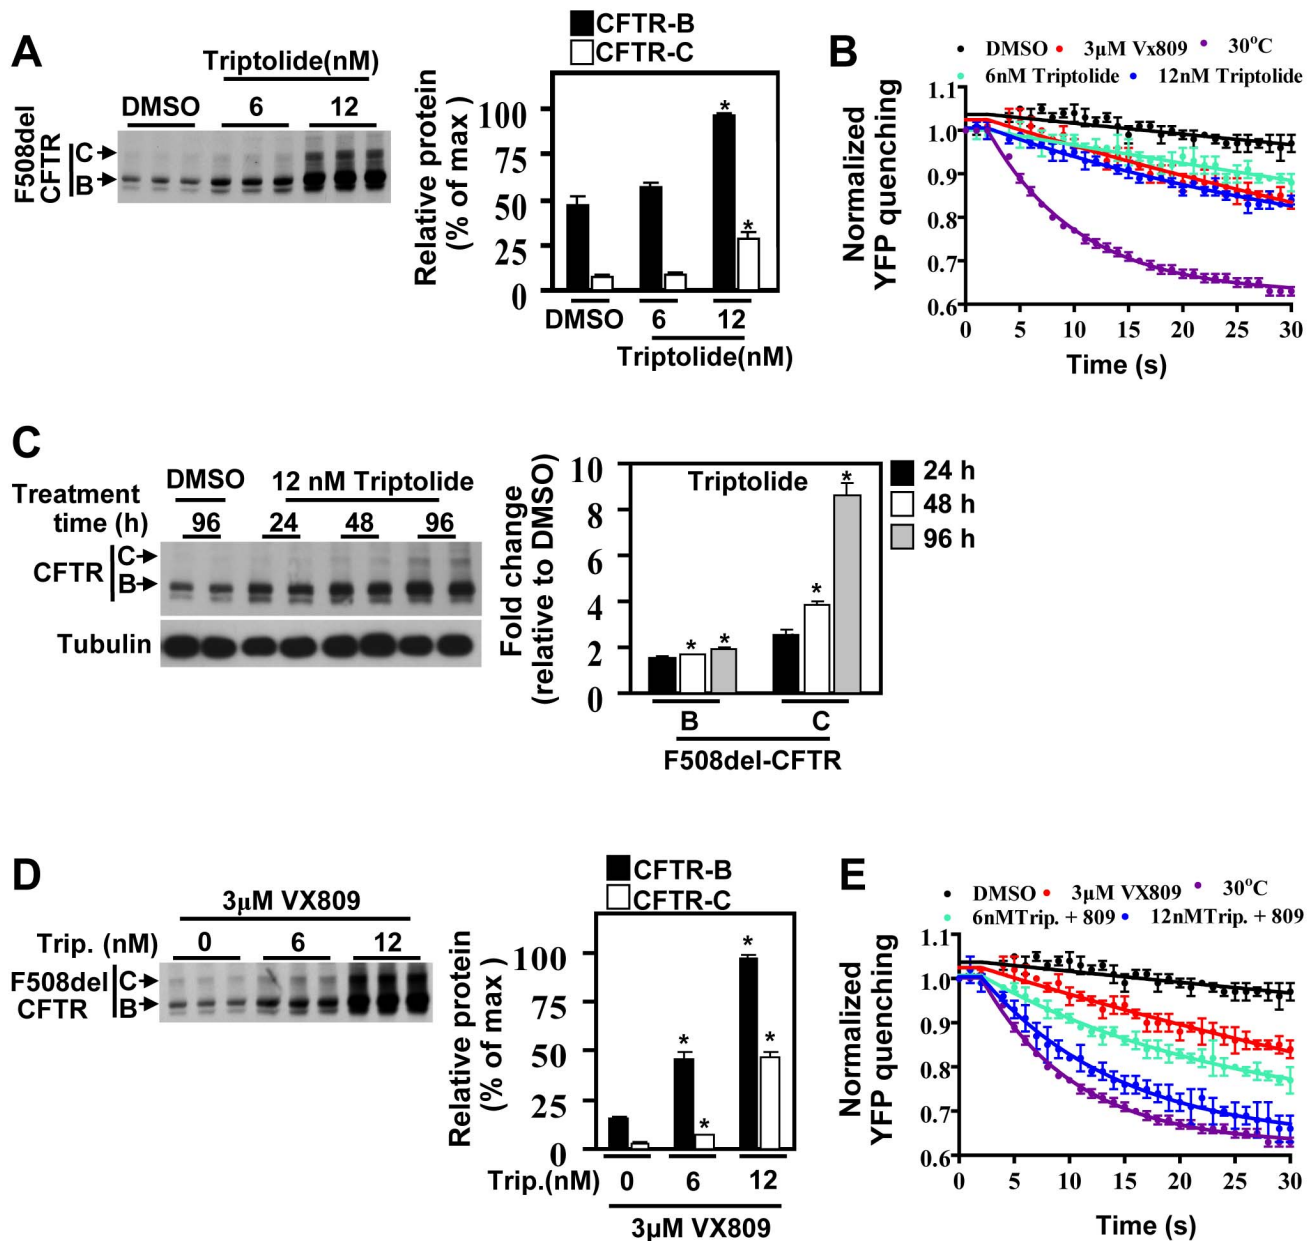 A
Triptolide(nM)
DMSO 6 12
F508del
CFTR
C
B
CFTR-B
CFTR-C
Relative protein
(% of max)
100
75
50
25
0
DMSO 6 12
Triptolide(nM)
B
DMSO 3µM Vx809 30°C
6nM Triptolide 12nM Triptolide
Normalized
YFP quenching
1.1
1.0
0.9
0.8
0.7
0.6
0 5 10 15 20 25 30
Time (s)
C
Treatment
time (h)
DMSO 12 nM Triptolide
96 24 48 96
CFTR
C
B
Tubulin
Fold change
(relative to DMSO)
10
8
6
4
2
0
Triptolide
* * * *
24 h
48 h
96 h
B C
F508del-CFTR
D
3µM VX809
Trip. (nM) 0 6 12
F508del
CFTR
C
B
CFTR-B
CFTR-C
Relative protein
(% of max)
100
75
50
25
0
Trip.(nM) 0 6 12
3µM VX809
E
DMSO 3µM VX809 30°C
6nMTrip. + 809 12nMTrip. + 809
Normalized
YFP quenching
1.1
1.0
0.9
0.8
0.7
0.6
0 5 10 15 20 25 30
Time (s)